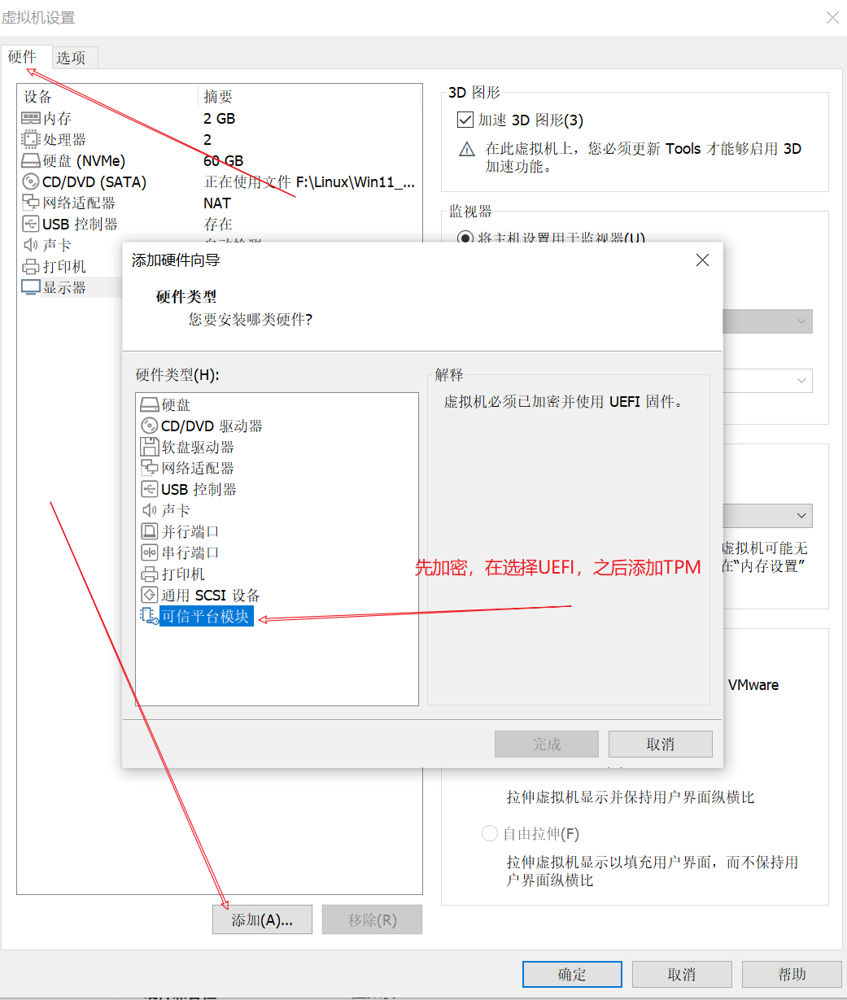 虚拟机设置
硬件 选项
设备 摘要
内存 2 GB
处理器 2
硬盘 (NVMe) 60 GB
CD/DVD (SATA) 正在使用文件 F:\Linux\Win11_...
网络适配器 NAT
USB 控制器 存在
声卡 自动检测
打印机
显示器
3D 图形
加速 3D 图形(3)
在此虚拟机上，您必须更新 Tools 才能够启用 3D
加速功能。
监视器
将主机设置用于监视器(U)
添加硬件向导
硬件类型
您要安装哪类硬件?
硬件类型(H):
硬盘
CD/DVD 驱动器
软盘驱动器
网络适配器
USB 控制器
声卡
并行端口
串行端口
打印机
通用 SCSI 设备
可信平台模块
解释
虚拟机必须已加密并使用 UEFI 固件。
先加密，在选择UEFI，之后添加TPM
完成 取消
虚拟机可能无
在“内存设置”
VMware
拉伸虚拟机显示并保持用户界面纵横比
自由拉伸(F)
拉伸虚拟机显示以填充用户界面，而不保持用
户界面纵横比
添加(A)... 移除(R)
确定 取消 帮助